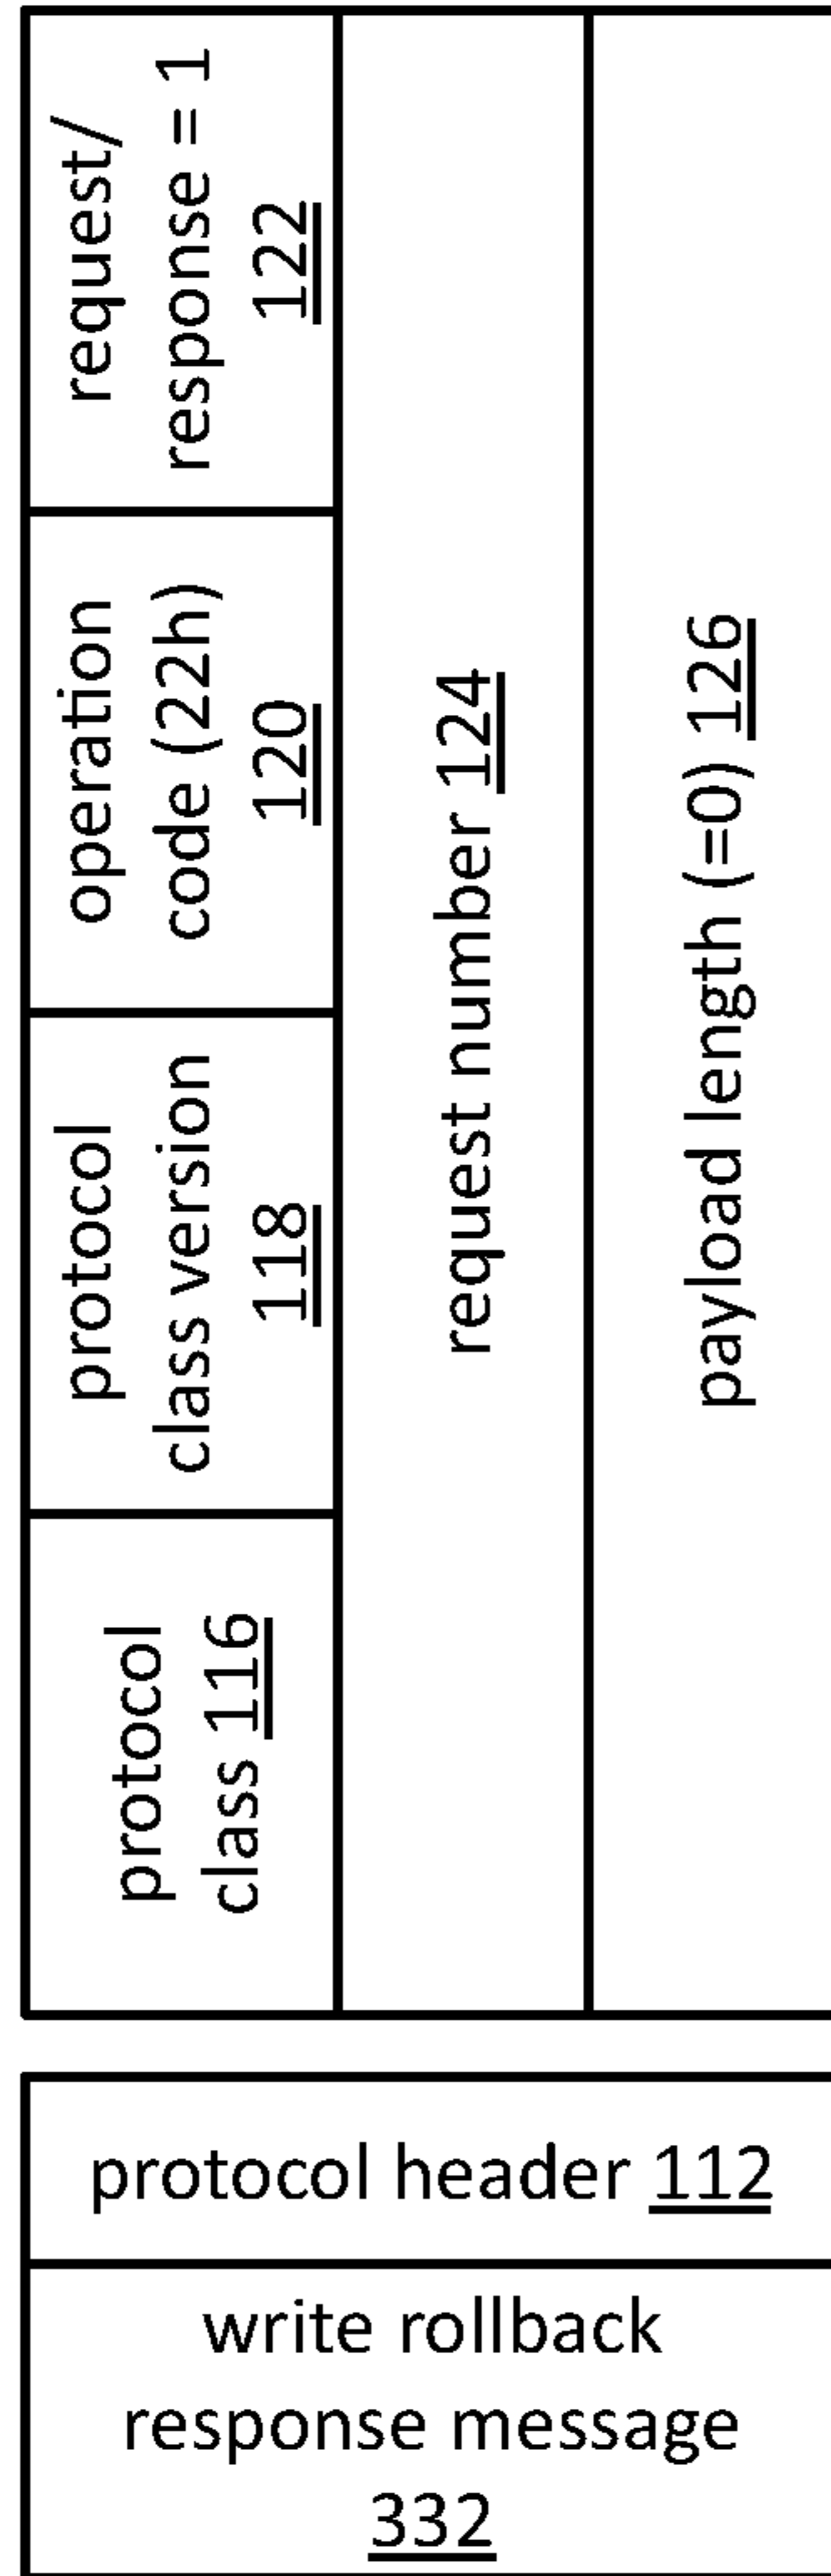 protocol
class 116
protocol
class version
118
operation
code (22h)
120
request/
response = 1
122
request number 124
payload length (=0) 126
protocol header 112
write rollback
response message
332